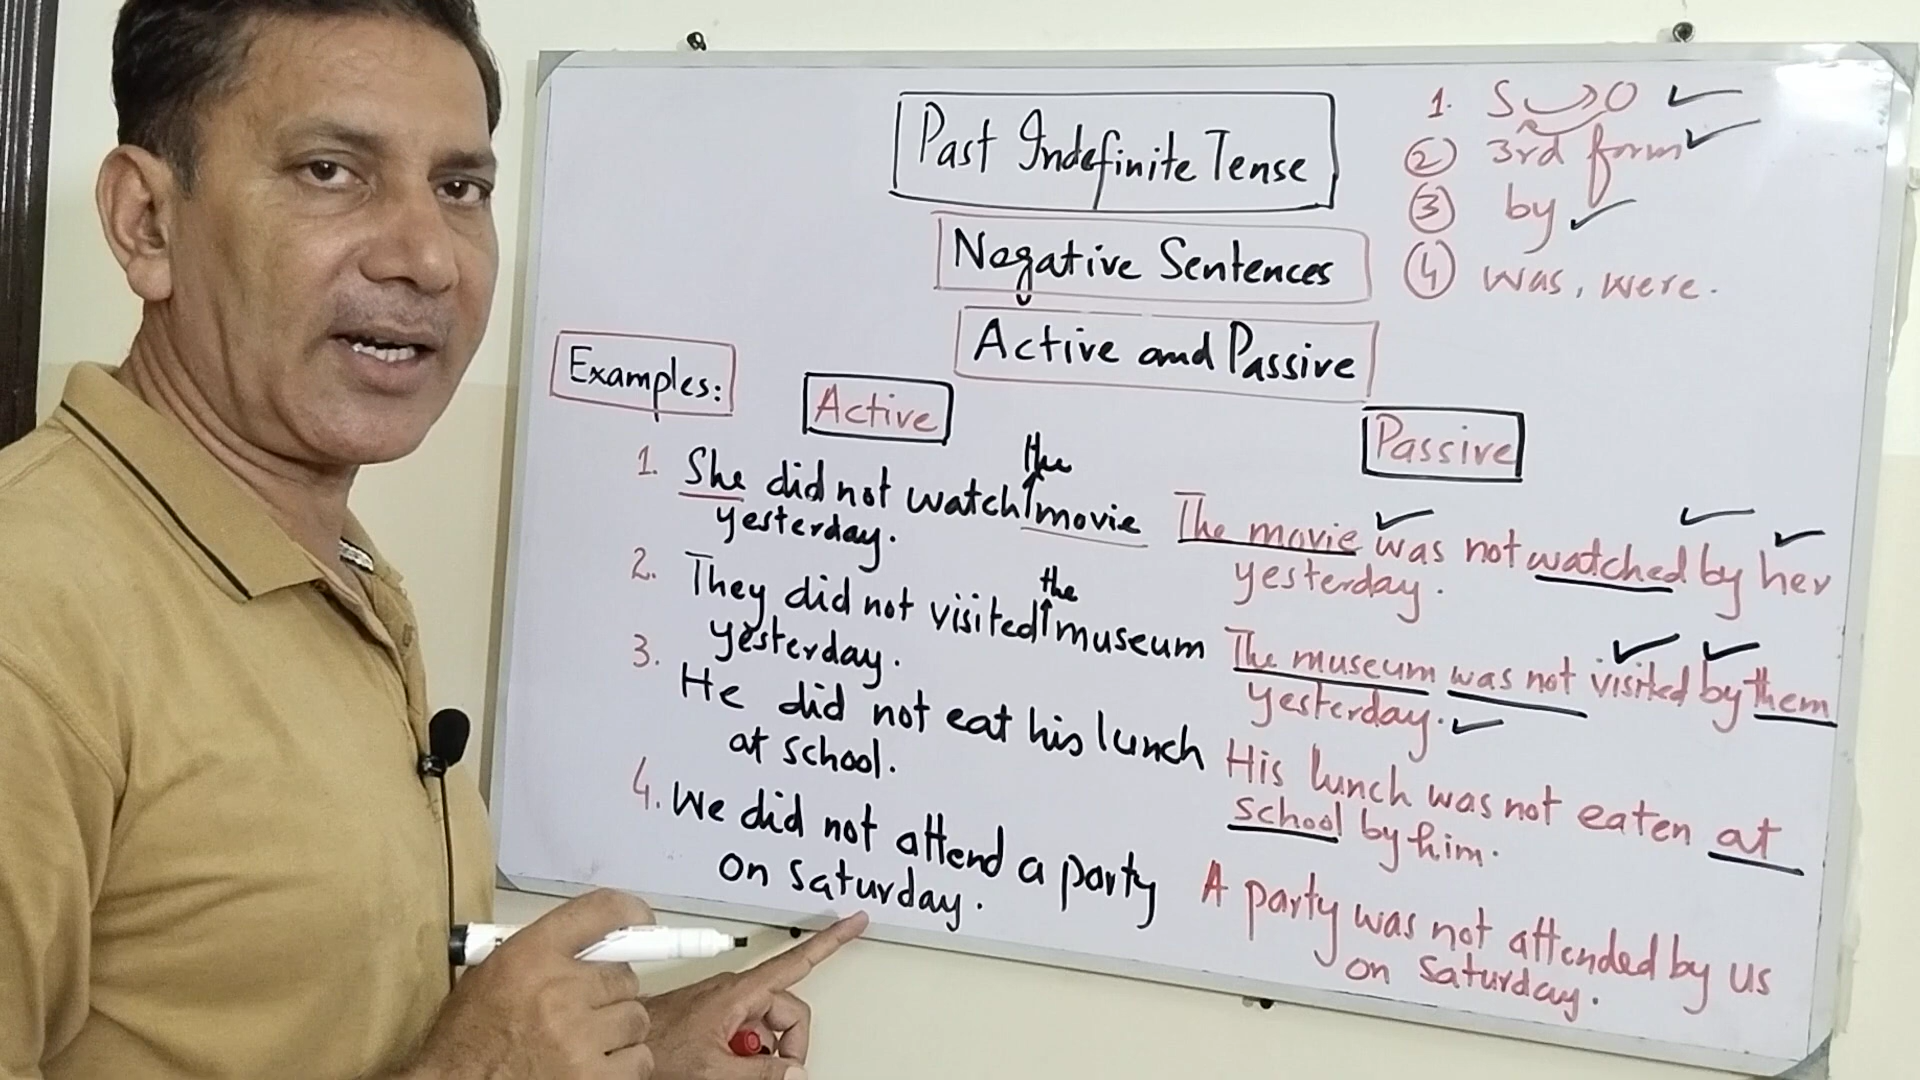 Past Indefinite Tense
Negative Sentences
Active and Passive
1. S O
2 3rd form
3 by
4 was, were.
Examples:
Active
Passive
the
1. She did not watch movie
yesterday.
the
2. They did not visited museum
yesterday.
3. He did not eat his lunch
at school.
4. We did not attend a party
on Saturday.
The movie was not watched by her
yesterday.
The museum was not visited by them
yesterday.
His lunch was not eaten at
school by him.
A party was not attended by us
on Saturday.